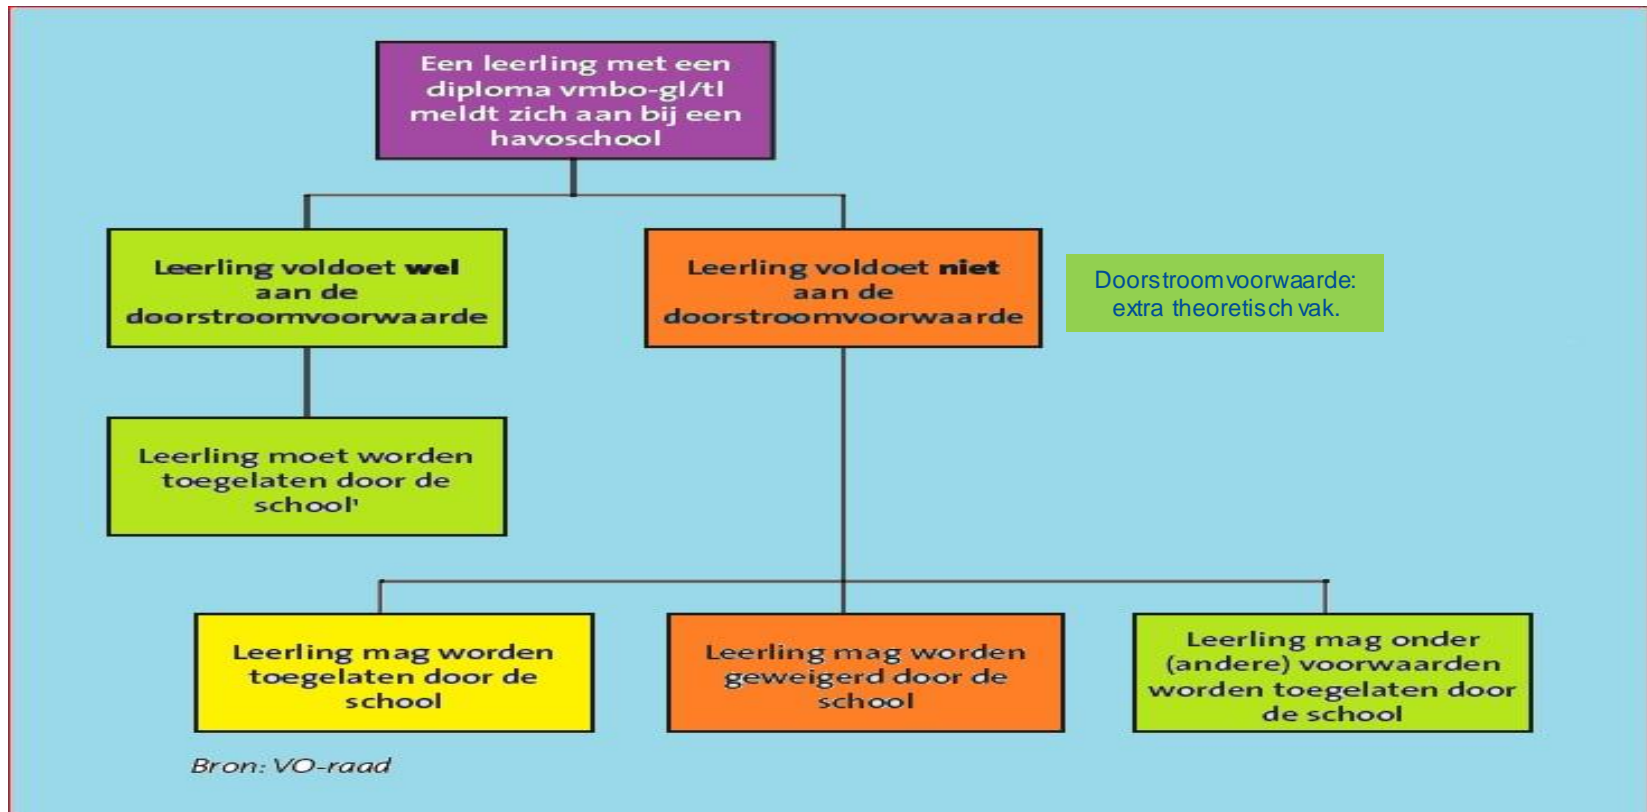 Een leerling met een
diploma vmbo-gl/tl
meldt zich aan bij een
havoschool
Leerling voldoet wel
aan de
doorstroomvoorwaarde
Leerling voldoet niet
aan de
doorstroomvoorwaarde
Doorstroomvoorwaarde:
extra theoretisch vak.
Leerling moet worden
toegelaten door de
school¹
Leerling mag worden
toegelaten door de
school
Leerling mag worden
geweigerd door de
school
Leerling mag onder
(andere) voorwaarden
worden toegelaten door
de school
Bron: VO-raad